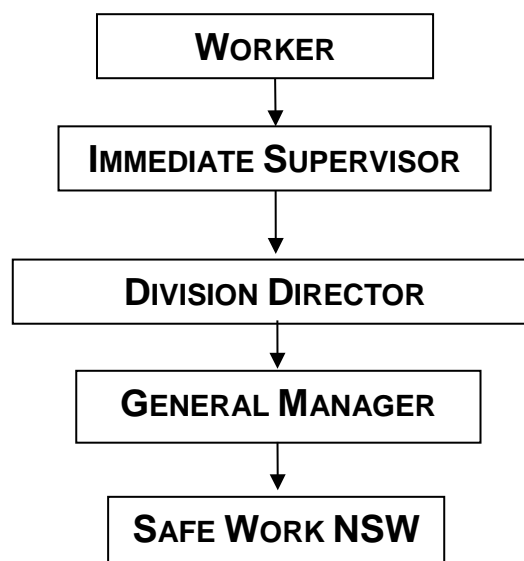 WORKER
IMMEDIATE SUPERVISOR
DIVISION DIRECTOR
GENERAL MANAGER
SAFE WORK NSW